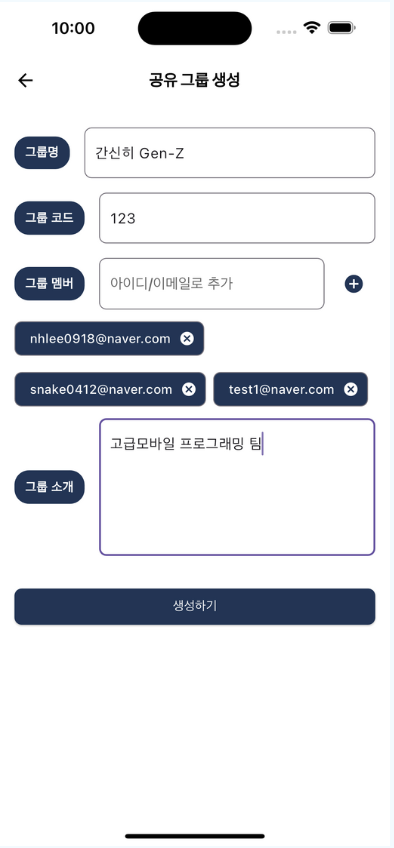 10:00
공유 그룹 생성
그룹명
간신히 Gen-Z
그룹 코드
123
그룹 멤버
아이디/이메일로 추가
nhlee0918@naver.com
snake0412@naver.com test1@naver.com
그룹 소개
고급모바일 프로그래밍 팀
생성하기